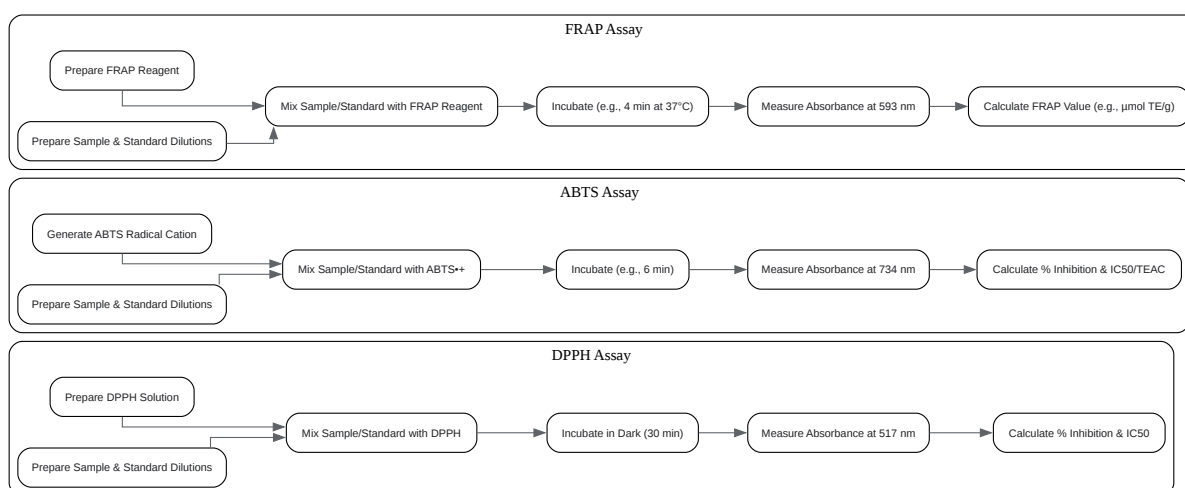 FRAP Assay
Prepare FRAP Reagent
Prepare Sample & Standard Dilutions
Mix Sample/Standard with FRAP Reagent
Incubate (e.g., 4 min at 37°C)
Measure Absorbance at 593 nm
Calculate FRAP Value (e.g., µmol TE/g)
ABTS Assay
Generate ABTS Radical Cation
Prepare Sample & Standard Dilutions
Mix Sample/Standard with ABTS•+
Incubate (e.g., 6 min)
Measure Absorbance at 734 nm
Calculate % Inhibition & IC50/TEAC
DPPH Assay
Prepare DPPH Solution
Prepare Sample & Standard Dilutions
Mix Sample/Standard with DPPH
Incubate in Dark (30 min)
Measure Absorbance at 517 nm
Calculate % Inhibition & IC50